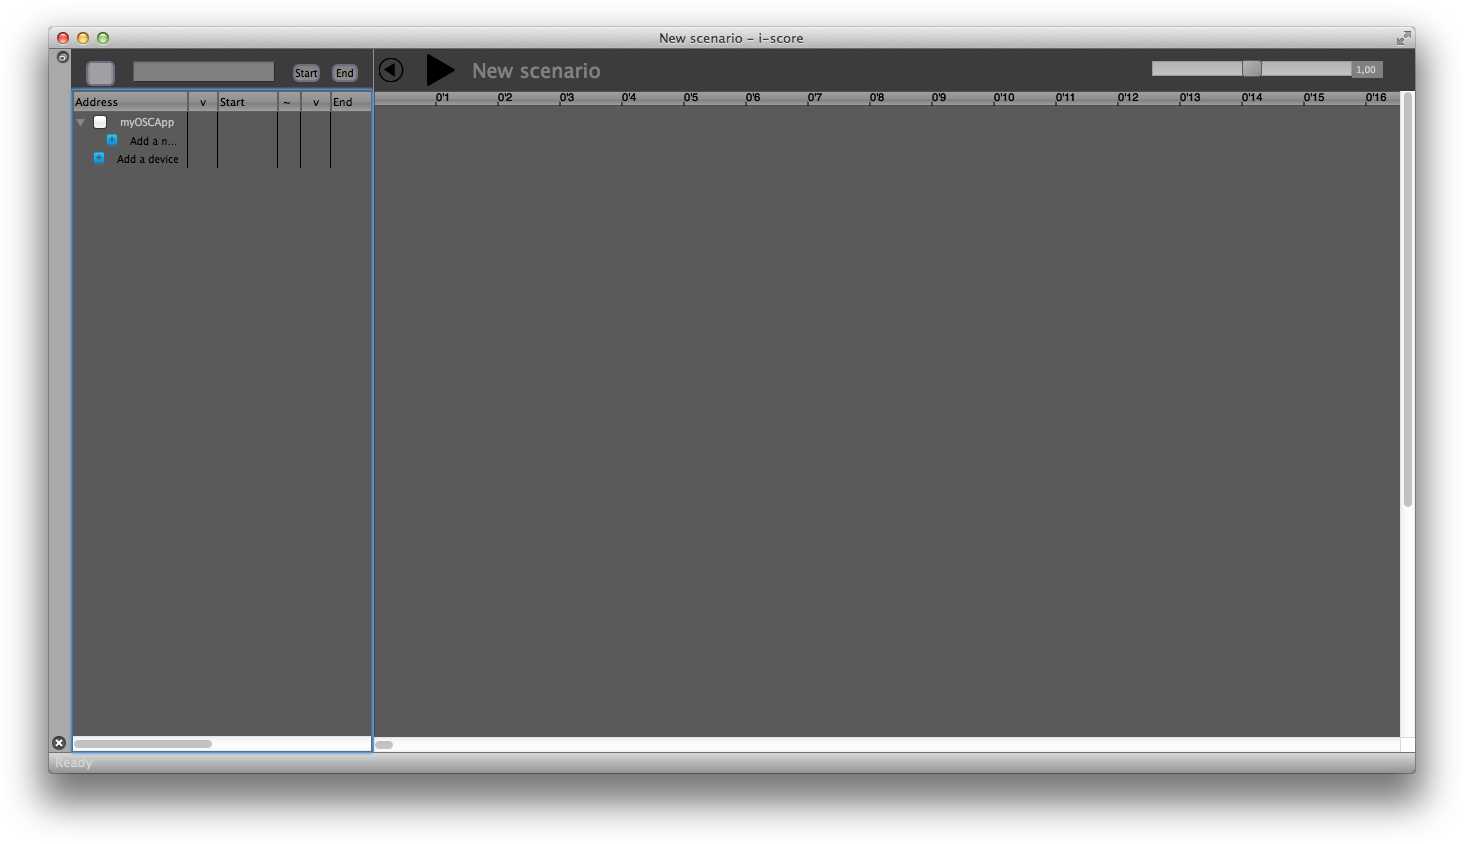 New scenario – i-score
Start End New scenario 1,00
Address v Start ~ v End
0'1 0'2 0'3 0'4 0'5 0'6 0'7 0'8 0'9 0'10 0'11 0'12 0'13 0'14 0'15 0'16
myOSCApp
Add a n...
Add a device
Ready